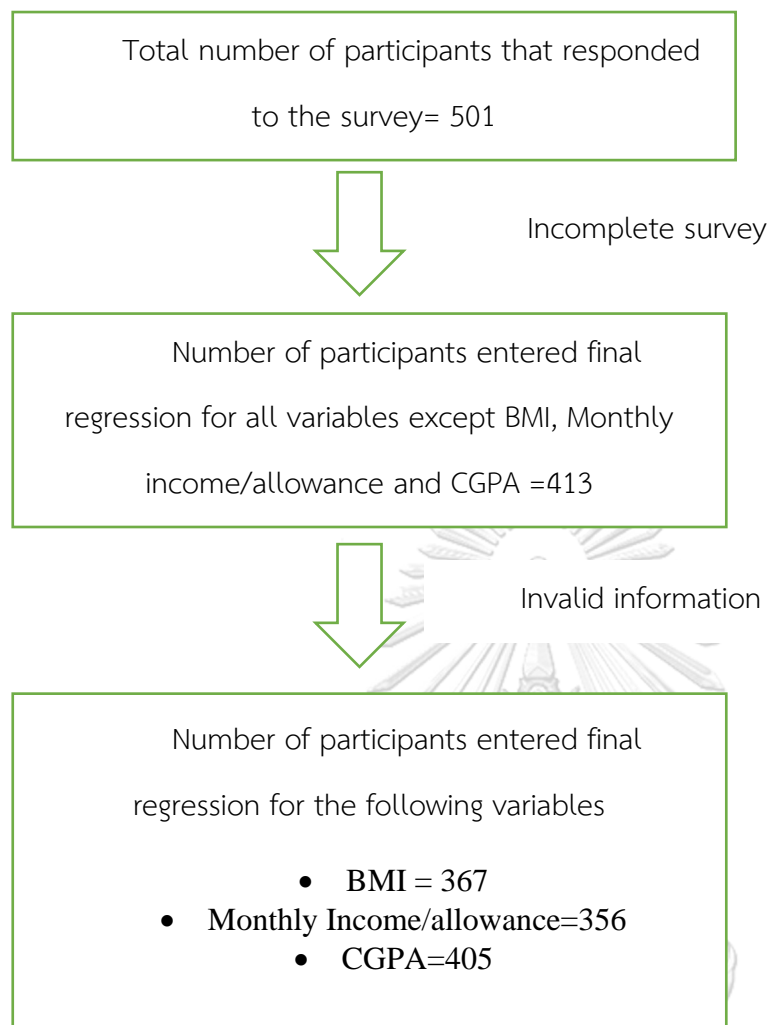 Total number of participants that responded
to the survey= 501
Incomplete survey
Number of participants entered final
regression for all variables except BMI, Monthly
income/allowance and CGPA =413
Invalid information
Number of participants entered final
regression for the following variables
• BMI = 367
• Monthly Income/allowance=356
• CGPA=405